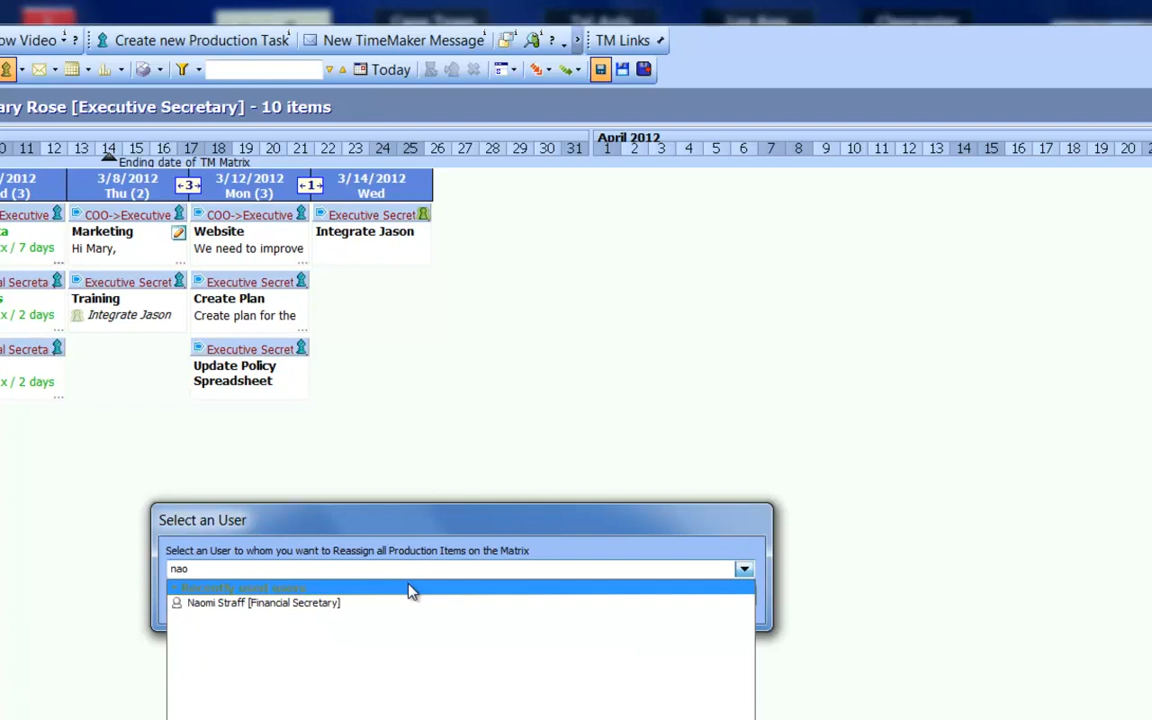 ow Video ?
Create new Production Task
New TimeMaker Message
?
TM Links
Today
ary Rose [Executive Secretary] - 10 items
April 2012
0 11 12 13 14 15 16 17 18 19 20 21 22 23 24 25 26 27 28 29 30 31 1 2 3 4 5 6 7 8 9 10 11 12 13 14 15 16 17 18 19 20 2
Ending date of TM Matrix
/2012 3/8/2012 3 3/12/2012 1 3/14/2012
d (3) Thu (2) Mon (3) Wed
Executive COO->Executive COO->Executive Executive Secret
ta Marketing Website Integrate Jason
x / 7 days Hi Mary, We need to improve
... ... ...
al Secreta Executive Secret Executive Secret
s Training Create Plan
x / 2 days Integrate Jason Create plan for the
... ...
al Secreta Executive Secret
Update Policy
x / 2 days Spreadsheet
...
Select an User
Select an User to whom you want to Reassign all Production Items on the Matrix
nao
Naomi Straff [Financial Secretary]